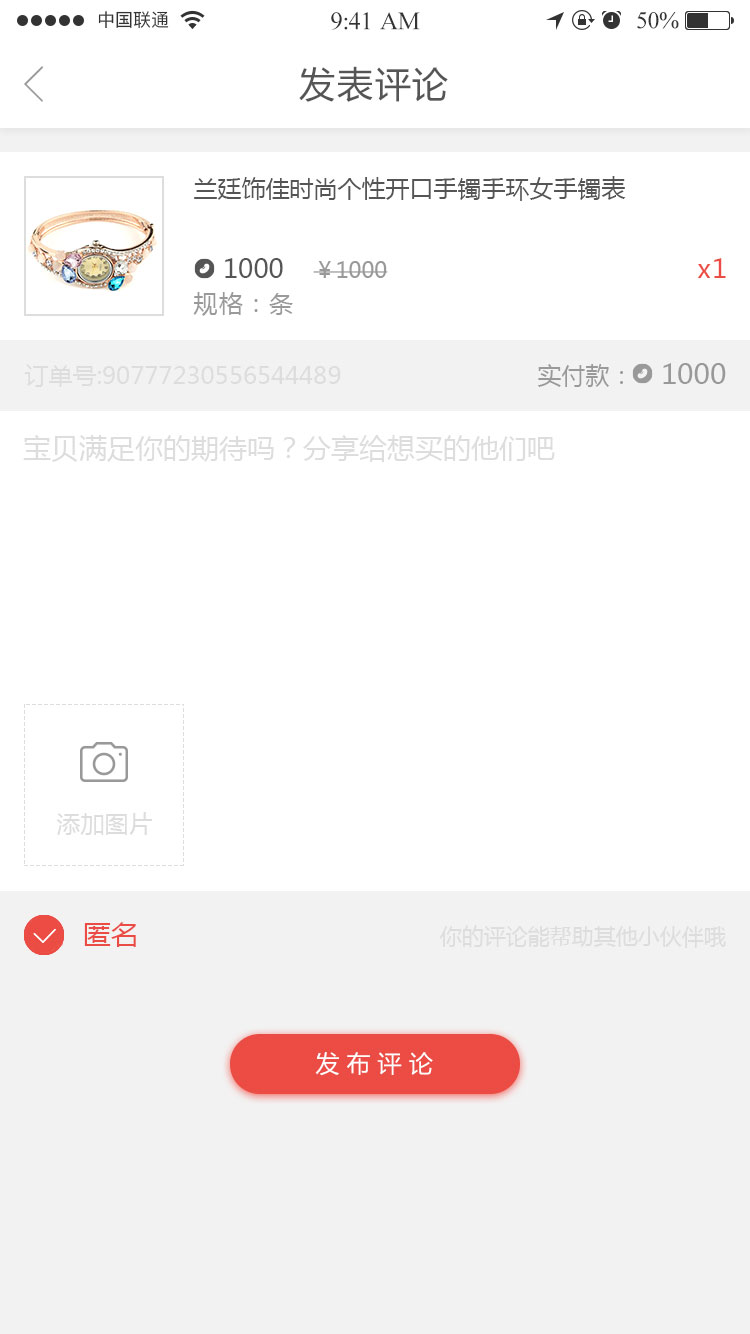 中国联通 9:41 AM 50%
发表评论
兰廷饰佳时尚个性开口手镯手环女手镯表
1000 ￥1000 x1
规格：条
订单号:90777230556544489 实付款：1000
宝贝满足你的期待吗？分享给想买的他们吧
添加图片
匿名 你的评论能帮助其他小伙伴哦
发布评论